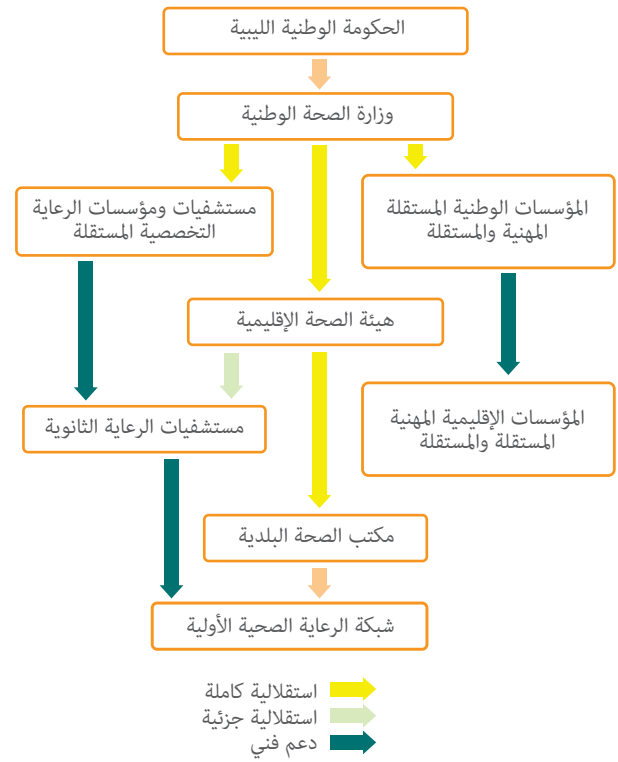 الحكومة الوطنية الليبية
وزارة الصحة الوطنية
المؤسسات الوطنية المستقلة
المهنية والمستقلة
مستشفيات ومؤسسات الرعاية
التخصصية المستقلة
هيئة الصحة الإقليمية
المؤسسات الإقليمية المهنية
المستقلة والمستقلة
مستشفيات الرعاية الثانوية
مكتب الصحة البلدية
شبكة الرعاية الصحية الأولية
استقلالية كاملة
استقلالية جزئية
دعم فني